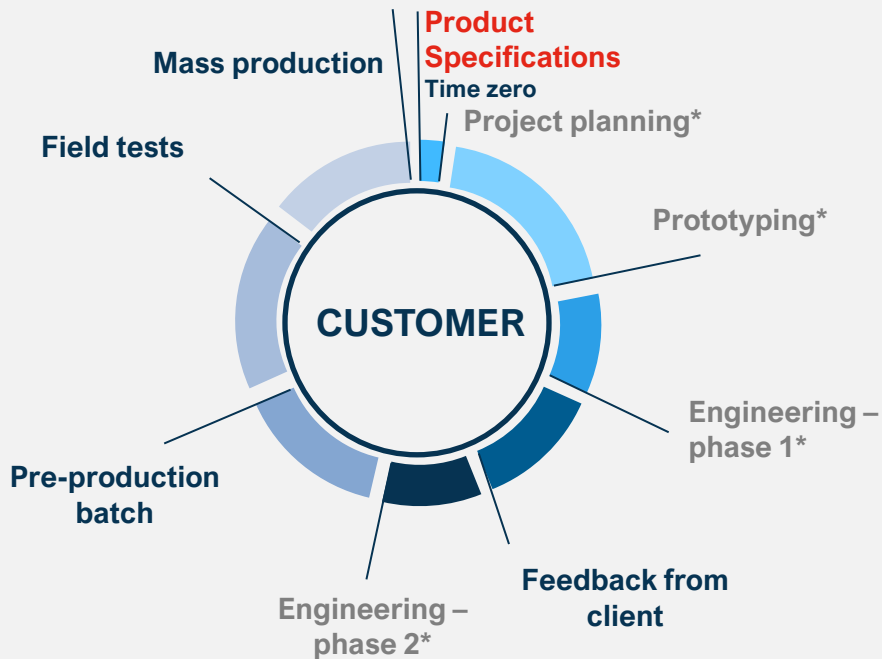 Product
Specifications
Time zero
Project planning*
Prototyping*
Engineering –
phase 1*
Feedback from
client
Engineering –
phase 2*
Pre-production
batch
Field tests
Mass production
CUSTOMER